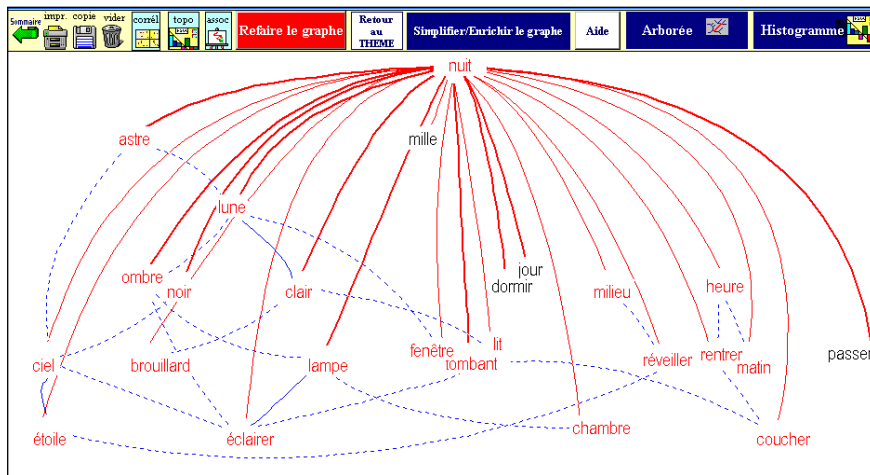 Sommaire
impr. copie vider
corrél
topo
assoc
Refaire le graphe
Retour
au
THEME
Simplifier/Enrichir le graphe
Aide
Arborée
Histogramme
nuit
astre
mille
lune
ombre
noir
clair
jour
dormir
milieu
heure
ciel
brouillard
lampe
fenêtre
tombant
lit
réveiller
rentrer
matin
passer
étoile
éclairer
chambre
coucher